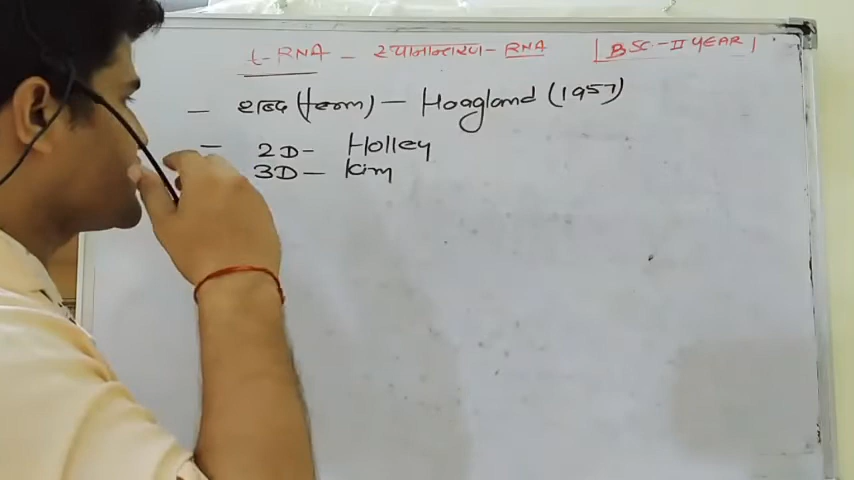 t-RNA - स्थानान्तरण-RNA BSC-II YEAR
- शब्द (term) - Hoagland (1957)
- 2D- Holley
3D- Kim